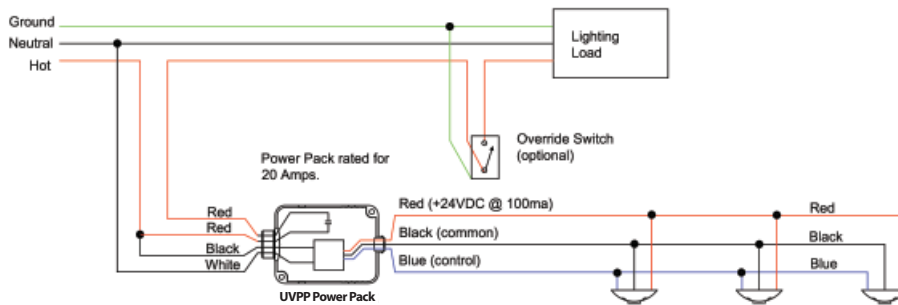 Ground
Neutral
Hot
Lighting
Load
Override Switch
(optional)
Power Pack rated for
20 Amps.
Red
Red
Black
White
UVPP Power Pack
Red (+24VDC @ 100ma)
Black (common)
Blue (control)
Red
Black
Blue